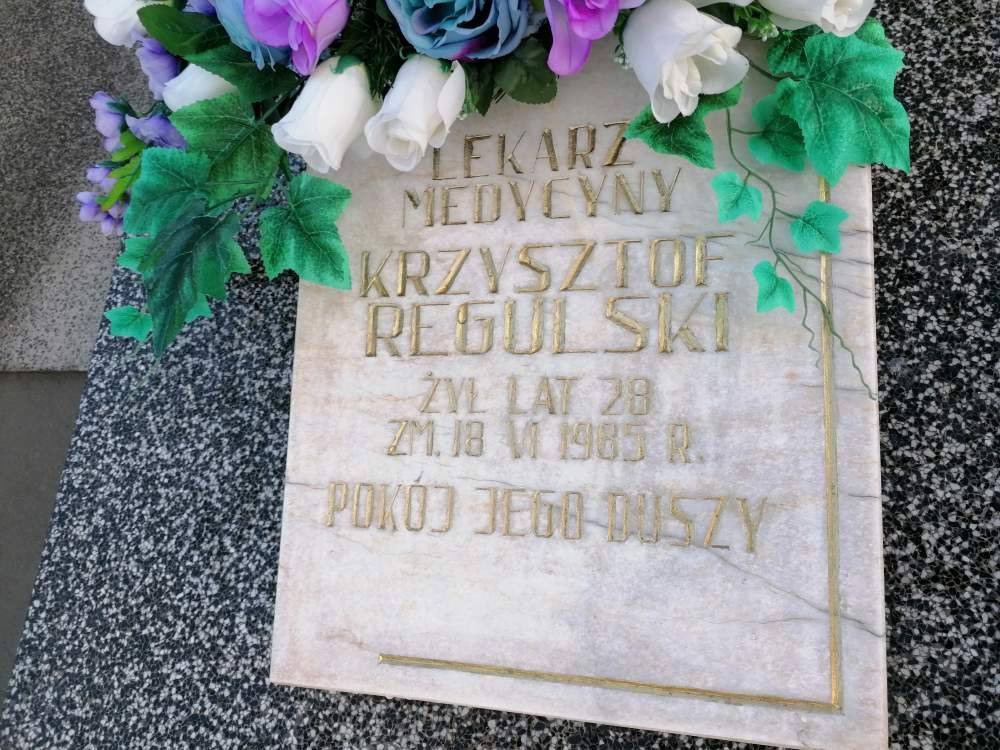 LEKARZ
MEDYCYNY
KRZYSZTOF
REGULSKI
ŻYŁ LAT 28
ZM. 18 VI 1985 R.
POKÓJ JEGO DUSZY